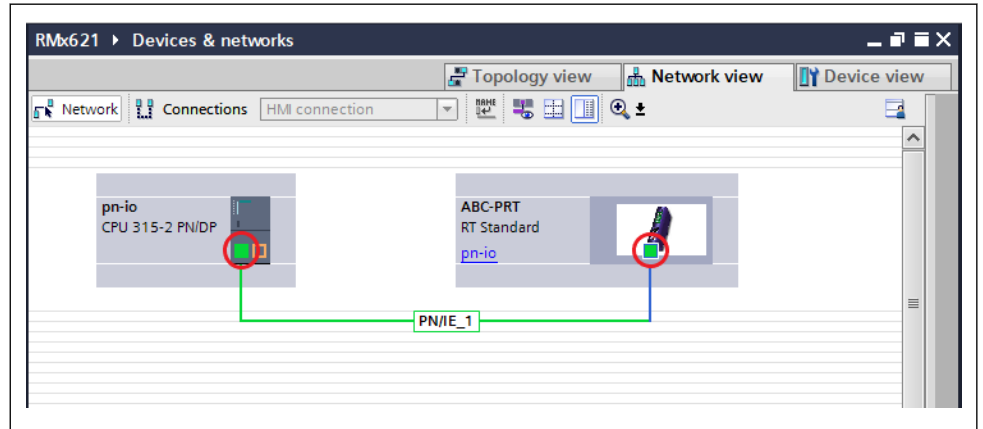 RMx621 ▸ Devices & networks
Topology view Network view Device view
Network Connections HMI connection NAME
pn-io
CPU 315-2 PN/DP
ABC-PRT
RT Standard
pn-io
PN/IE_1